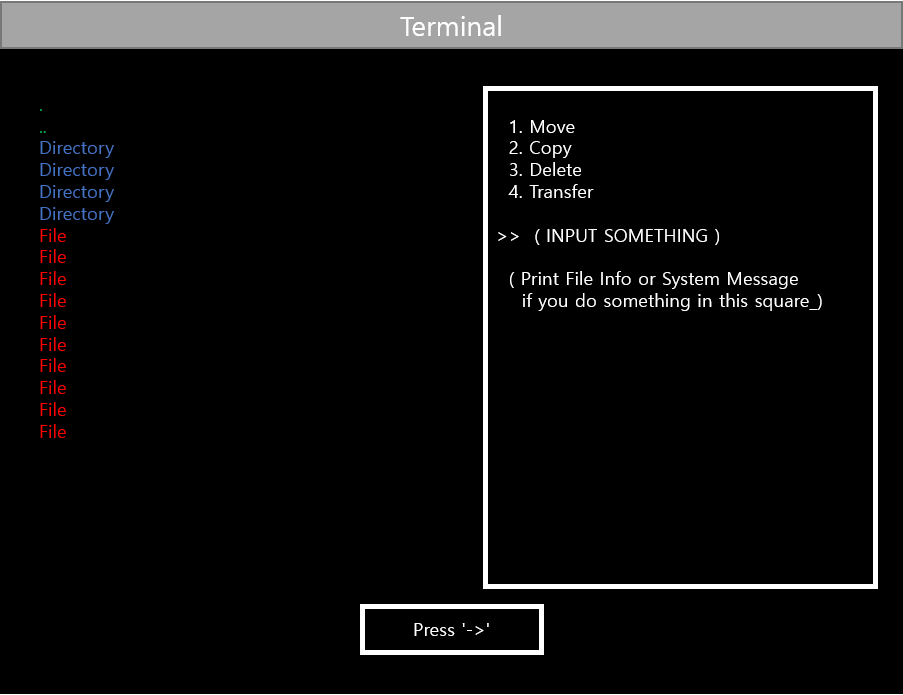 Terminal
.
..
Directory
Directory
Directory
Directory
File
File
File
File
File
File
File
File
File
File
1. Move
2. Copy
3. Delete
4. Transfer
>> ( INPUT SOMETHING )
( Print File Info or System Message
if you do something in this square_)
Press '->'